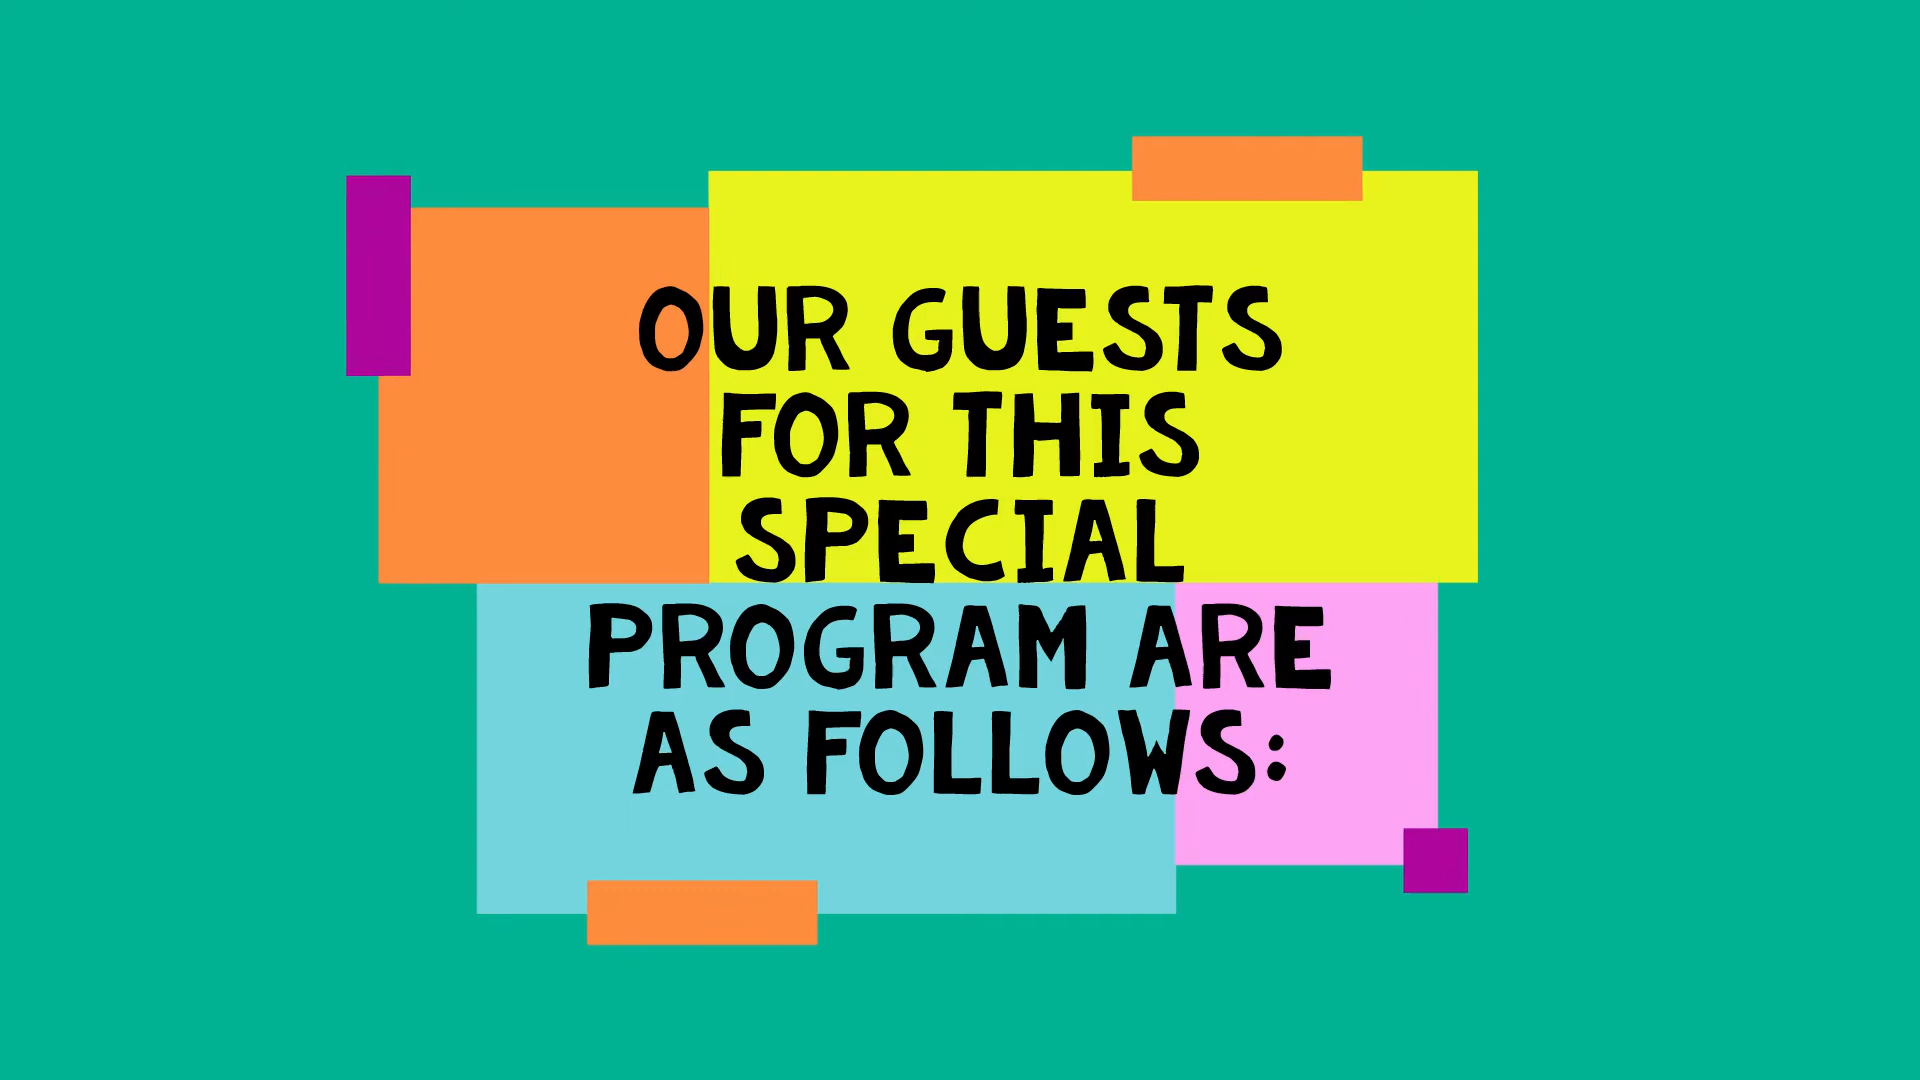 OUR GUESTS
FOR THIS
SPECIAL
PROGRAM ARE
AS FOLLOWS: